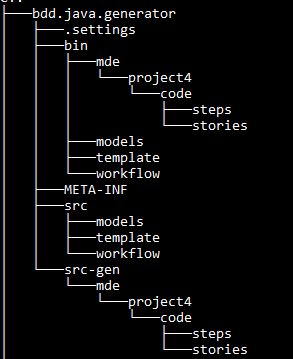 bdd.java.generator
.settings
bin
mde
project4
code
steps
stories
models
template
workflow
META-INF
src
models
template
workflow
src-gen
mde
project4
code
steps
stories